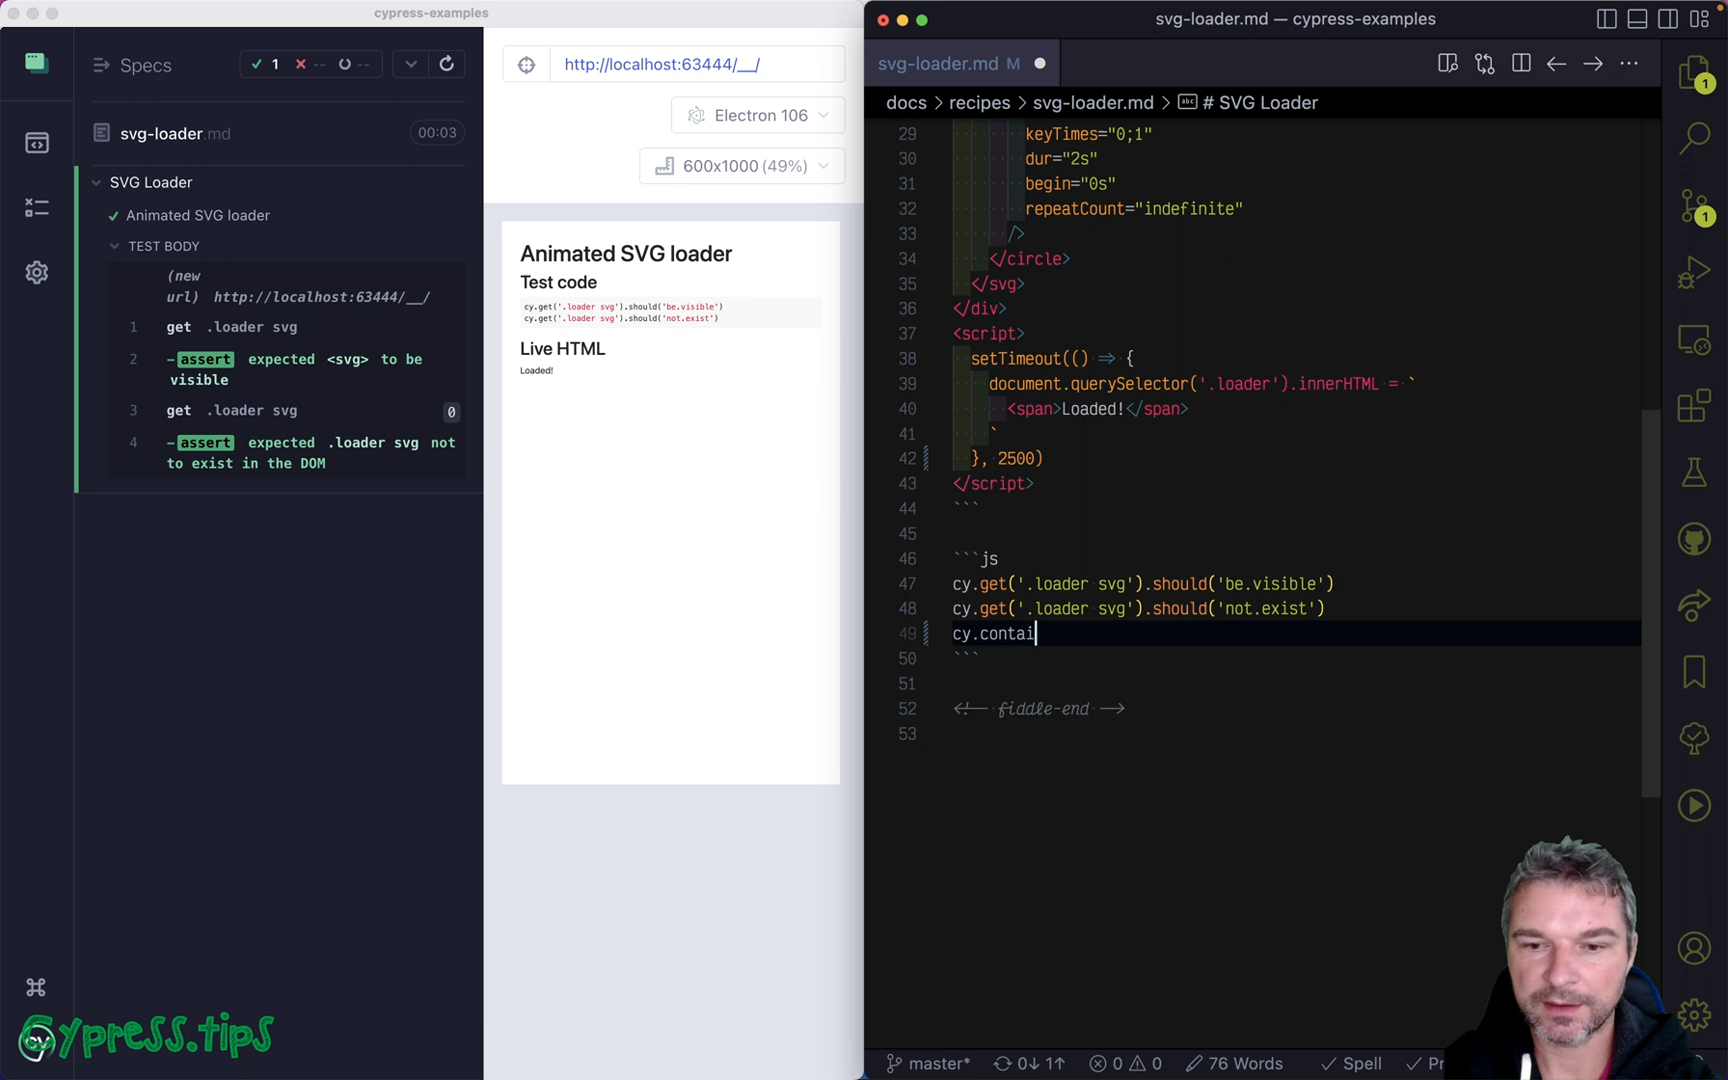 cypress-examples
Specs
1
--
--
svg-loader.md
00:03
SVG Loader
Animated SVG loader
TEST BODY
(new
url) http://localhost:63444/__/
1 get .loader svg
2 -assert expected <svg> to be
visible
3 get .loader svg 0
4 -assert expected .loader svg not
to exist in the DOM
Cypress.tips
http://localhost:63444/__/
Electron 106
600x1000 (49%)
Animated SVG loader
Test code
cy.get('.loader svg').should('be.visible')
cy.get('.loader svg').should('not.exist')
Live HTML
Loaded!
svg-loader.md — cypress-examples
svg-loader.md M
docs > recipes > svg-loader.md > # SVG Loader
29 keyTimes="0;1"
30 dur="2s"
31 begin="0s"
32 repeatCount="indefinite"
33 />
34 </circle>
35 </svg>
36 </div>
37 <script>
38 setTimeout(() => {
39 document.querySelector('.loader').innerHTML = `
40 <span>Loaded!</span>
41 `
42 }, 2500)
43 </script>
44 ```
45
46 ```js
47 cy.get('.loader svg').should('be.visible')
48 cy.get('.loader svg').should('not.exist')
49 cy.contai
50 ```
51
52 <!-- fiddle-end -->
53
1
1
master* 0↓ 1↑ 0 0 76 Words Spell